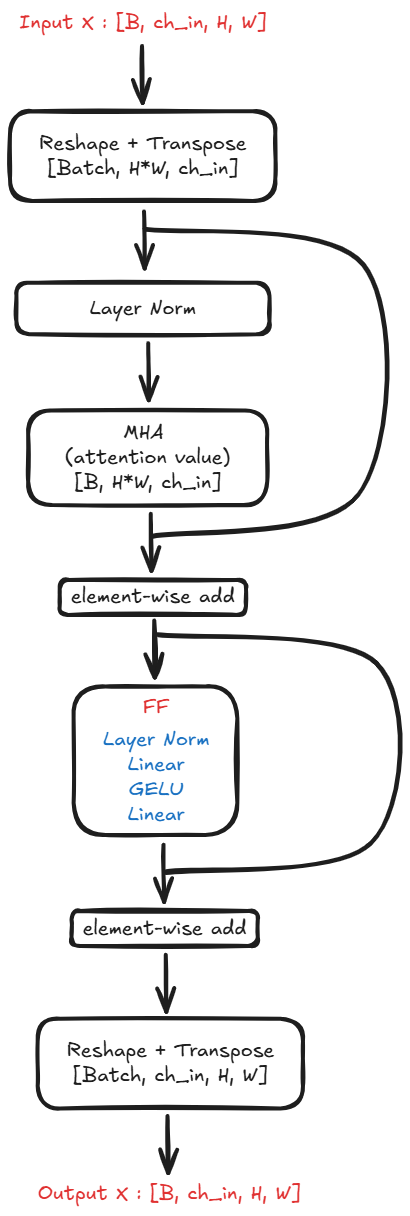 Input X : [B, ch_in, H, W]
Reshape + Transpose
[Batch, H*W, ch_in]
Layer Norm
MHA
(attention value)
[B, H*W, ch_in]
element-wise add
FF
Layer Norm
Linear
GELU
Linear
element-wise add
Reshape + Transpose
[Batch, ch_in, H, W]
Output X : [B, ch_in, H, W]